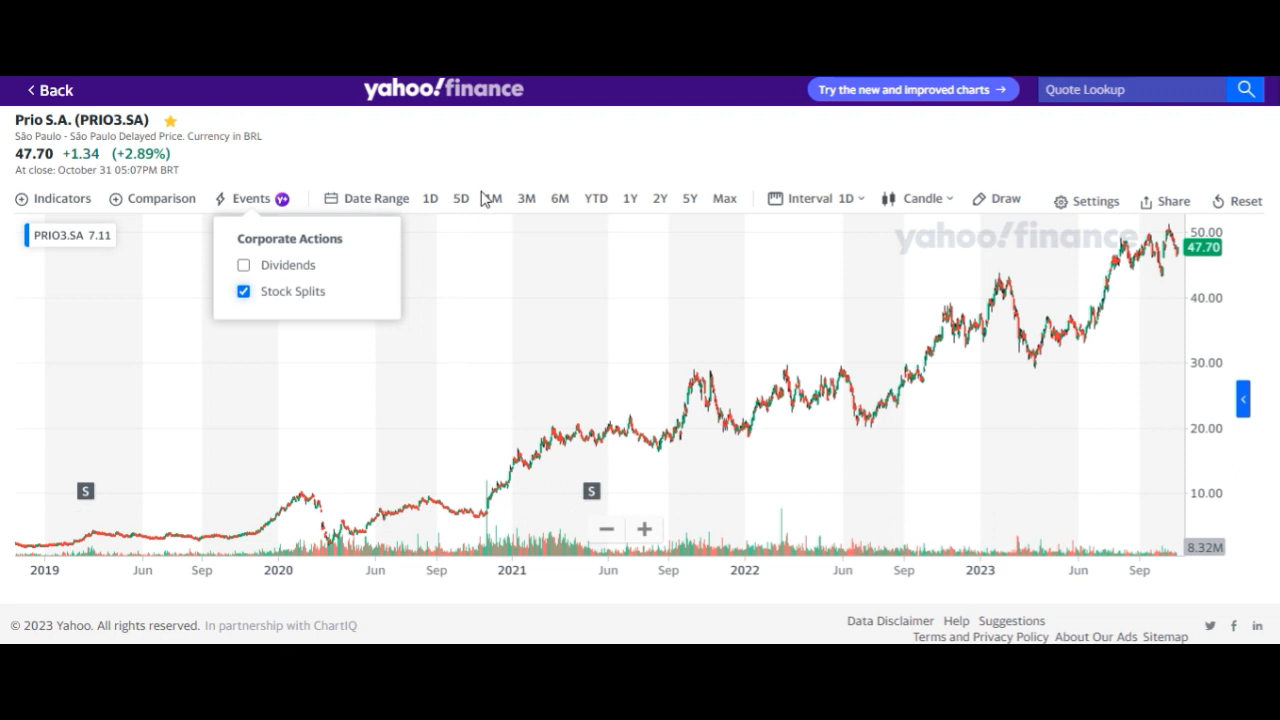 Back
yahoo!finance
Try the new and improved charts →
Quote Lookup
Prio S.A. (PRIO3.SA)
São Paulo - São Paulo Delayed Price. Currency in BRL
47.70 +1.34 (+2.89%)
At close: October 31 05:07PM BRT
Indicators Comparison Events Y+ Date Range 1D 5D 3M 6M YTD 1Y 2Y 5Y Max Interval 1D Candle Draw Settings Share Reset
PRIO3.SA 7.11
Corporate Actions
Dividends
Stock Splits
yahoo!finance
50.00
47.70
40.00
30.00
20.00
10.00
8.32M
S S
2019 Jun Sep 2020 Jun Sep 2021 Jun Sep 2022 Jun Sep 2023 Jun Sep
© 2023 Yahoo. All rights reserved. In partnership with ChartIQ
Data Disclaimer Help Suggestions
Terms and Privacy Policy About Our Ads Sitemap